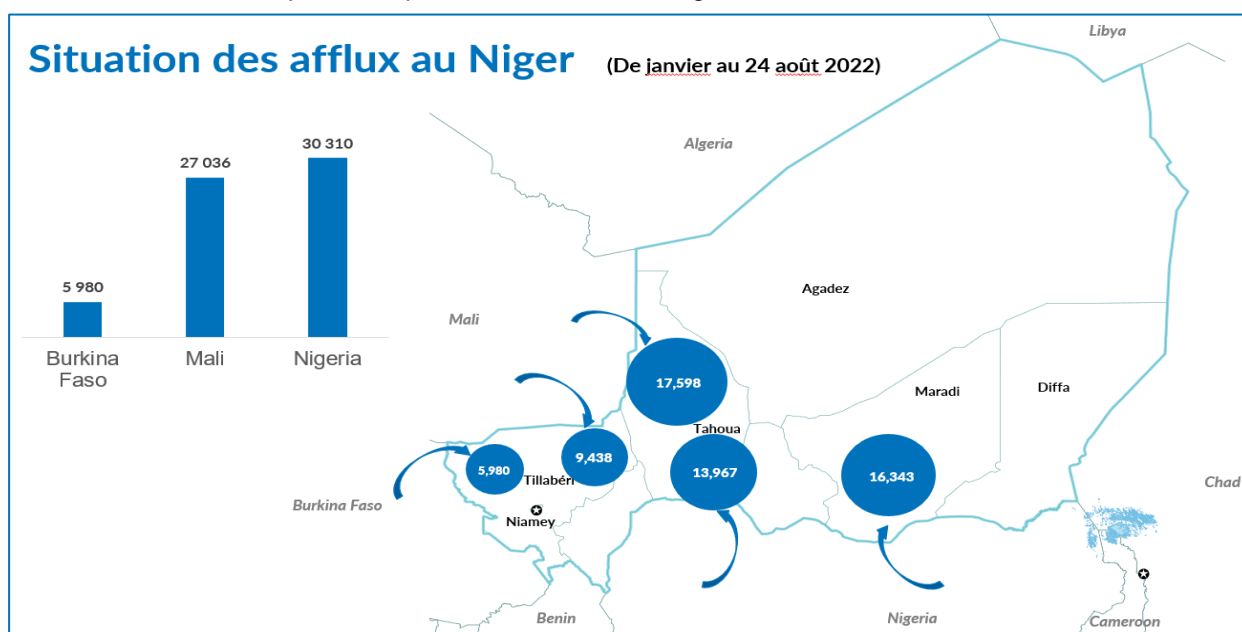 Situation des afflux au Niger (De janvier au 24 août 2022)
30 310
27 036
5 980
Burkina
Faso
Mali
Nigeria
Libya
Algeria
Agadez
Mali
17,598
Maradi
Diffa
Tahoua
9,438
5,980
13,967
16,343
Tillabéri
Chad
Burkina Faso
Niamey
Benin
Nigeria
Cameroon